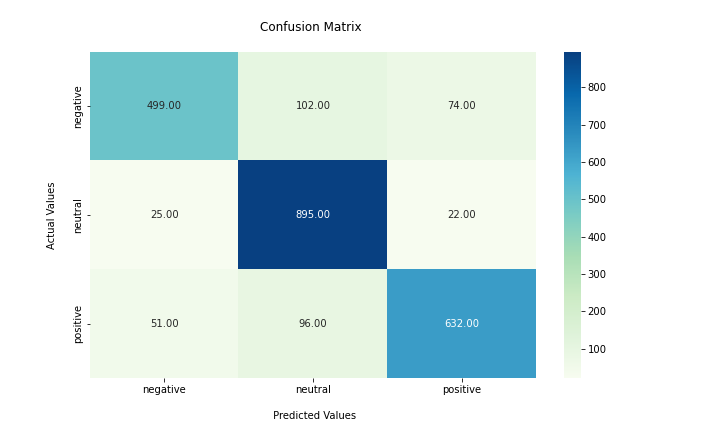 Confusion Matrix
Actual Values
negative
499.00 102.00 74.00
neutral
25.00 895.00 22.00
positive
51.00 96.00 632.00
negative neutral positive
Predicted Values
800
700
600
500
400
300
200
100